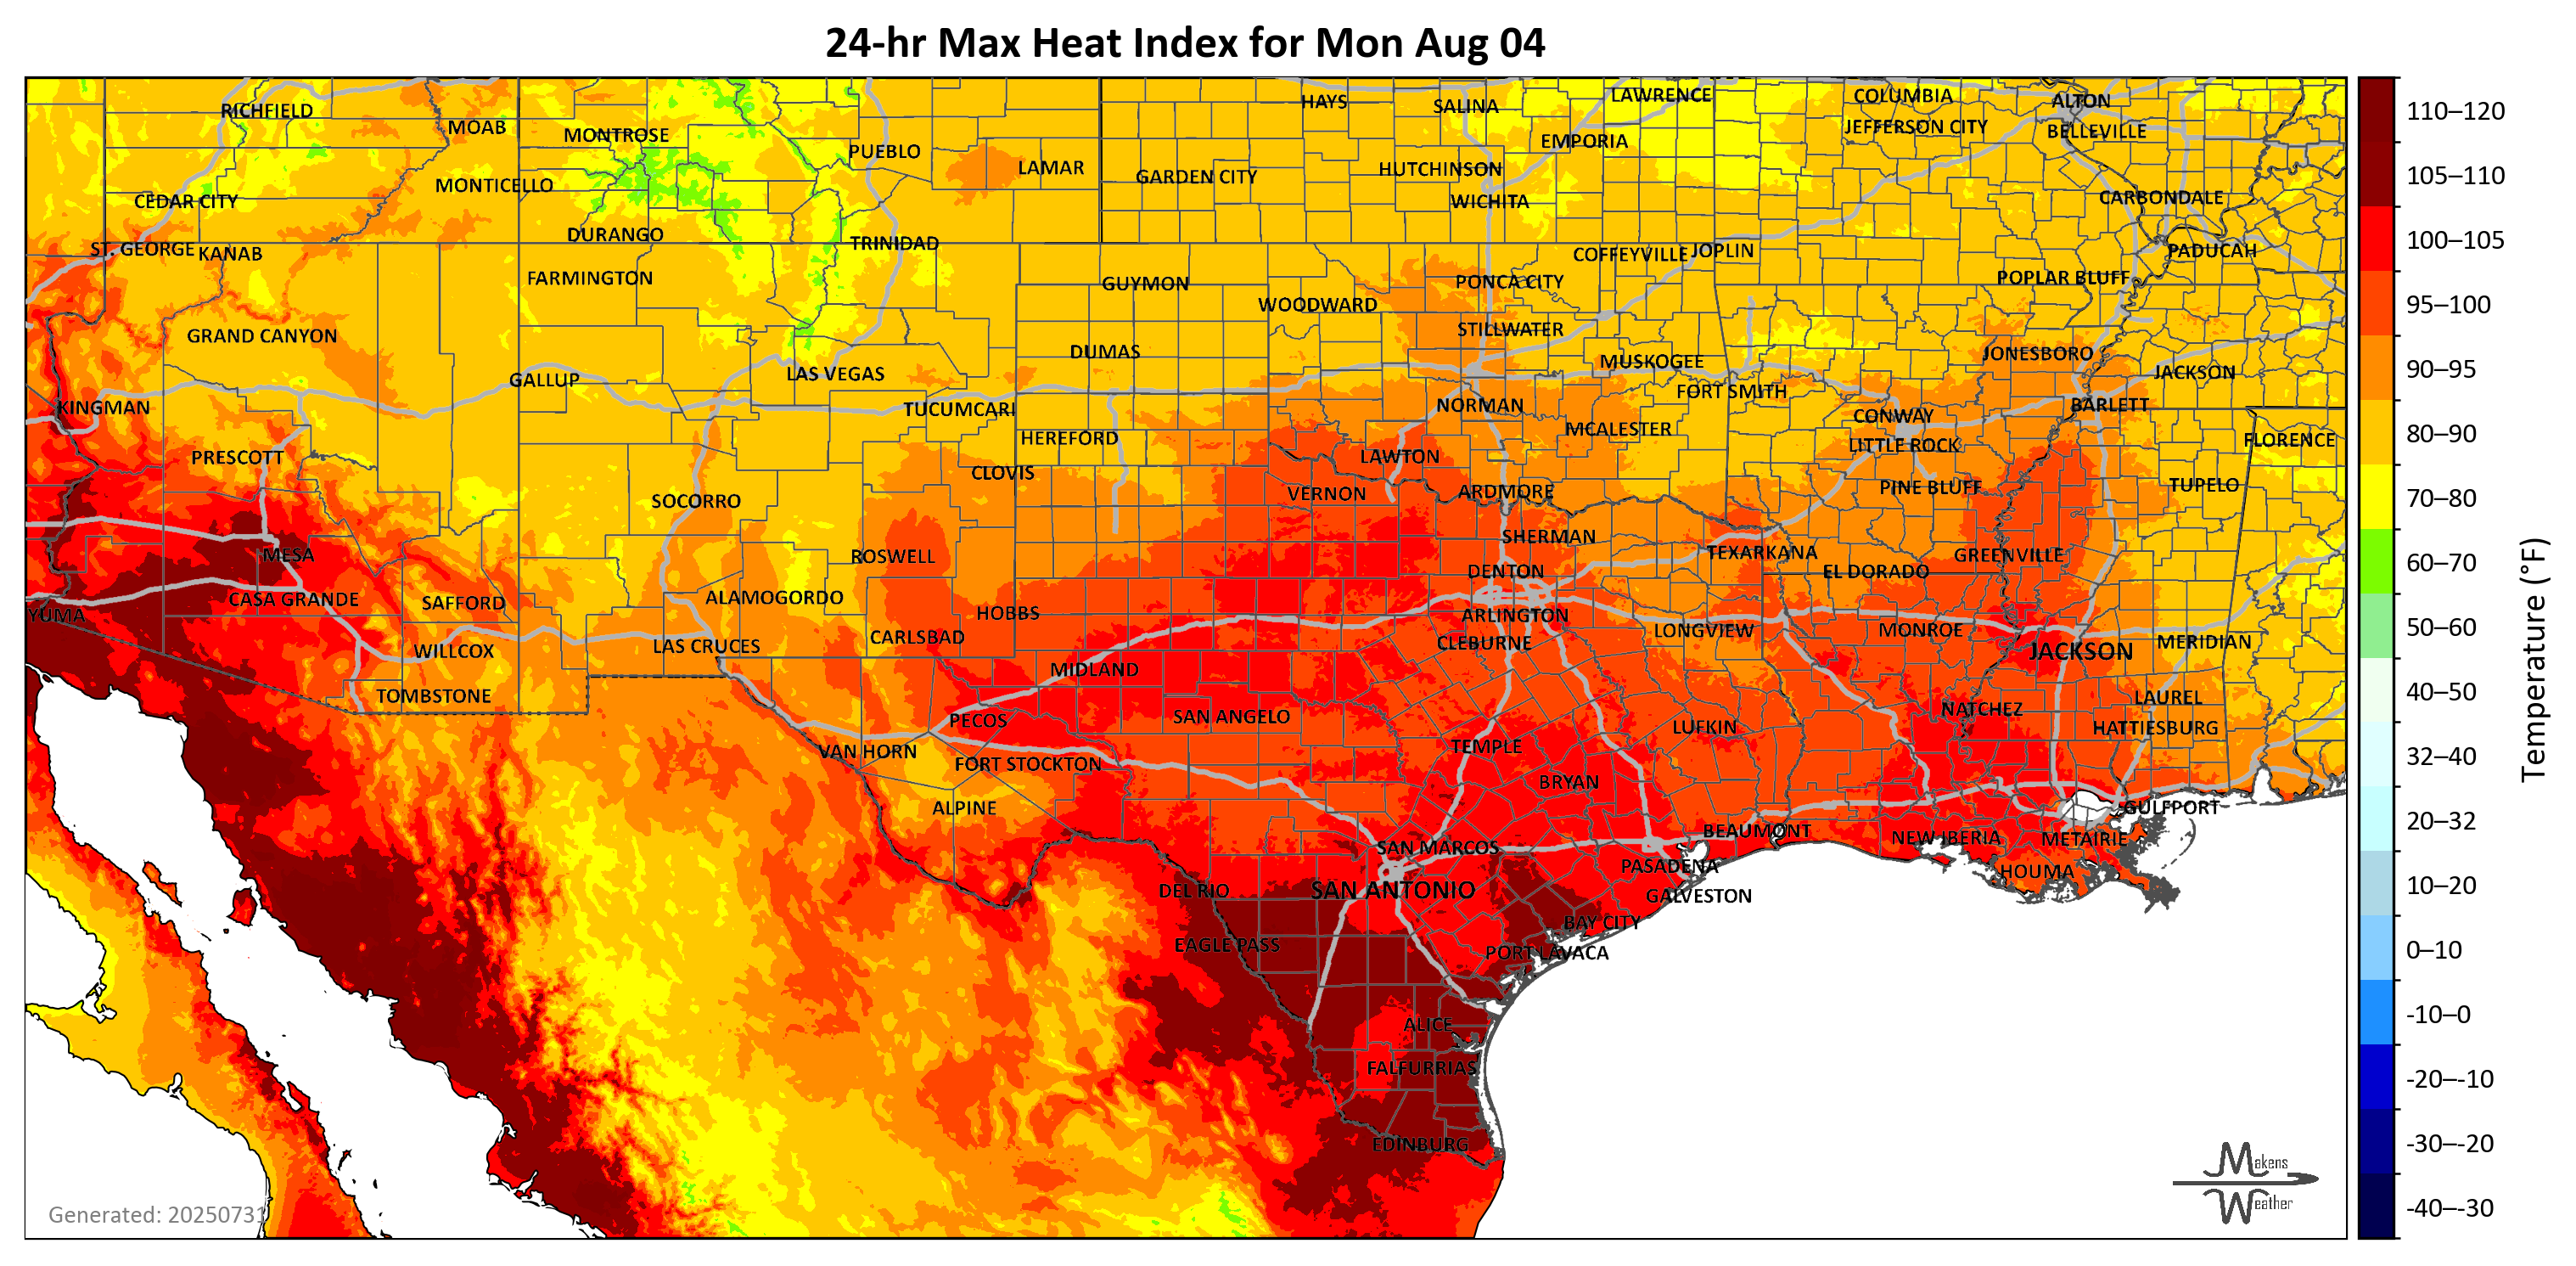 24-hr Max Heat Index for Mon Aug 04
RICHFIELD
MOAB
MONTROSE
PUEBLO
LAMAR
HAYS
SALINA
LAWRENCE
COLUMBIA
ALTON
JEFFERSON CITY
BELLEVILLE
EMPORIA
HUTCHINSON
GARDEN CITY
MONTICELLO
CEDAR CITY
WICHITA
CARBONDALE
DURANGO
TRINIDAD
ST. GEORGE
KANAB
COFFEYVILLE
JOPLIN
PADUCAH
FARMINGTON
GUYMON
PONCA CITY
POPLAR BLUFF
WOODWARD
GRAND CANYON
STILLWATER
DUMAS
MUSKOGEE
JONESBORO
JACKSON
GALLUP
LAS VEGAS
FORT SMITH
KINGMAN
TUCUMCARI
NORMAN
CONWAY
BARLETT
MCALESTER
HEREFORD
LITTLE ROCK
FLORENCE
PRESCOTT
CLOVIS
LAWTON
SOCORRO
VERNON
ARDMORE
PINE BLUFF
TUPELO
MESA
ROSWELL
SHERMAN
TEXARKANA
GREENVILLE
DENTON
EL DORADO
CASA GRANDE
SAFFORD
ALAMOGORDO
YUMA
HOBBS
ARLINGTON
CARLSBAD
CLEBURNE
LONGVIEW
MONROE
WILLCOX
LAS CRUCES
JACKSON
MERIDIAN
MIDLAND
TOMBSTONE
LAUREL
PECOS
SAN ANGELO
NATCHEZ
LUFKIN
HATTIESBURG
VAN HORN
TEMPLE
FORT STOCKTON
BRYAN
ALPINE
GULFPORT
BEAUMONT
NEW IBERIA
METAIRIE
SAN MARCOS
PASADENA
HOUMA
DEL RIO
SAN ANTONIO
GALVESTON
BAY CITY
EAGLE PASS
PORT LAVACA
ALICE
FALFURRIAS
EDINBURG
Generated: 20250731
Makens
Weather
110–120
105–110
100–105
95–100
90–95
80–90
70–80
60–70
50–60
40–50
32–40
20–32
10–20
0–10
-10–0
-20–-10
-30–-20
-40–-30
Temperature (°F)